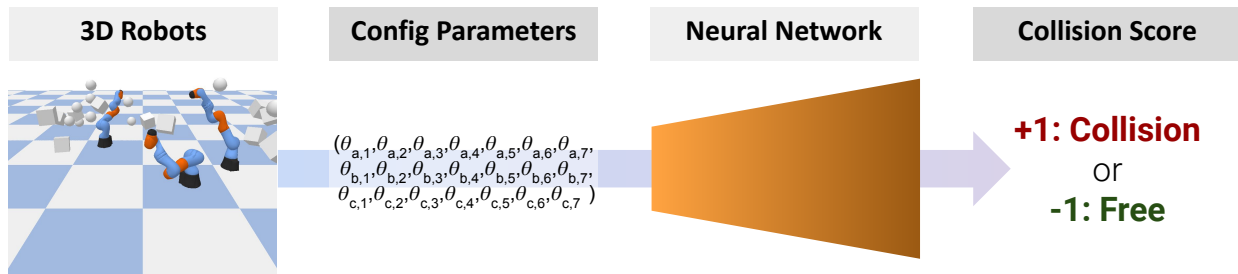 3D Robots
Config Parameters
Neural Network
Collision Score
(θa,1,θa,2,θa,3,θa,4,θa,5,θa,6,θa,7,
θb,1,θb,2,θb,3,θb,4,θb,5,θb,6,θb,7,
θc,1,θc,2,θc,3,θc,4,θc,5,θc,6,θc,7 )
+1: Collision
or
-1: Free